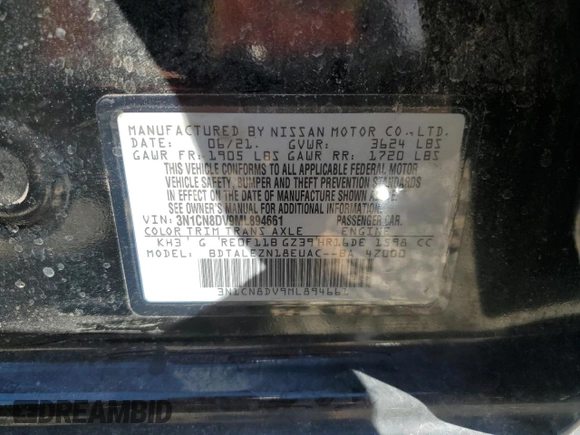 MANUFACTURED BY NISSAN MOTOR CO.,LTD.
DATE: 06/21. GVWR: 3624 LBS
GAWR FR: 1905 LBS GAWR RR: 1720 LBS
THIS VEHICLE CONFORMS TO ALL APPLICABLE FEDERAL MOTOR
VEHICLE SAFETY, BUMPER AND THEFT PREVENTION STANDARDS
IN EFFECT ON THE DATE OF MANUFACTURE SHOWN ABOVE.
SEE OWNER'S MANUAL FOR ADDITIONAL INFORMATION
VIN: 3N1CN8DV9ML894661 PASSENGER CAR.
COLOR TRIM TRANS AXLE ENGINE
KH3 G RE0F11B GZ39 HR16DE 1598 CC
MODEL: BDTALEZN18EUAC--BA 4ZU00
3N1CN8DV9ML894661
DREAMBID